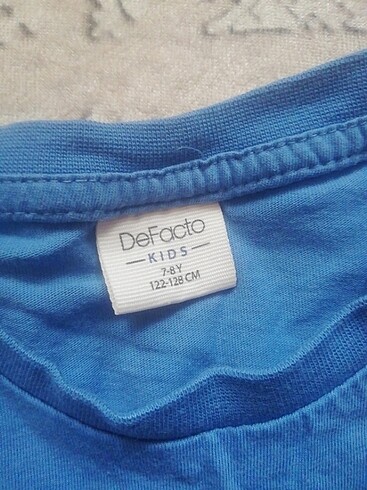 DeFacto
KIDS
7-8 Y
122-128 CM